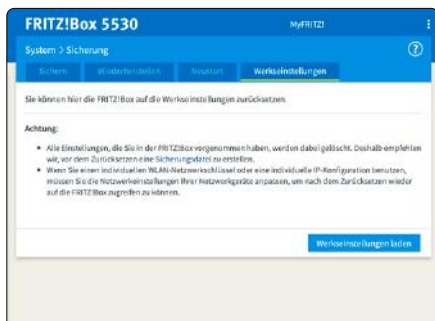 FRITZ!Box 5530
MyFRITZ!
System > Sicherung
?
Sichern Wiederherstellen Neustart Werkseinstellungen
Sie können hier die FRITZ!Box auf die Werkseinstellungen zurücksetzen.
Achtung:
• Alle Einstellungen, die Sie in der FRITZ!Box vorgenommen haben, werden dabei gelöscht. Deshalb empfehlen
wir, vor dem Zurücksetzen eine Sicherungsdatei zu erstellen.
• Wenn Sie einen individuellen WLAN-Netzwerkschlüssel oder eine individuelle IP-Konfiguration benutzen,
müssen Sie die Netzwerkeinstellungen Ihrer Netzwerkgeräte anpassen, um nach dem Zurücksetzen wieder
auf die FRITZ!Box zugreifen zu können.
Werkseinstellungen laden